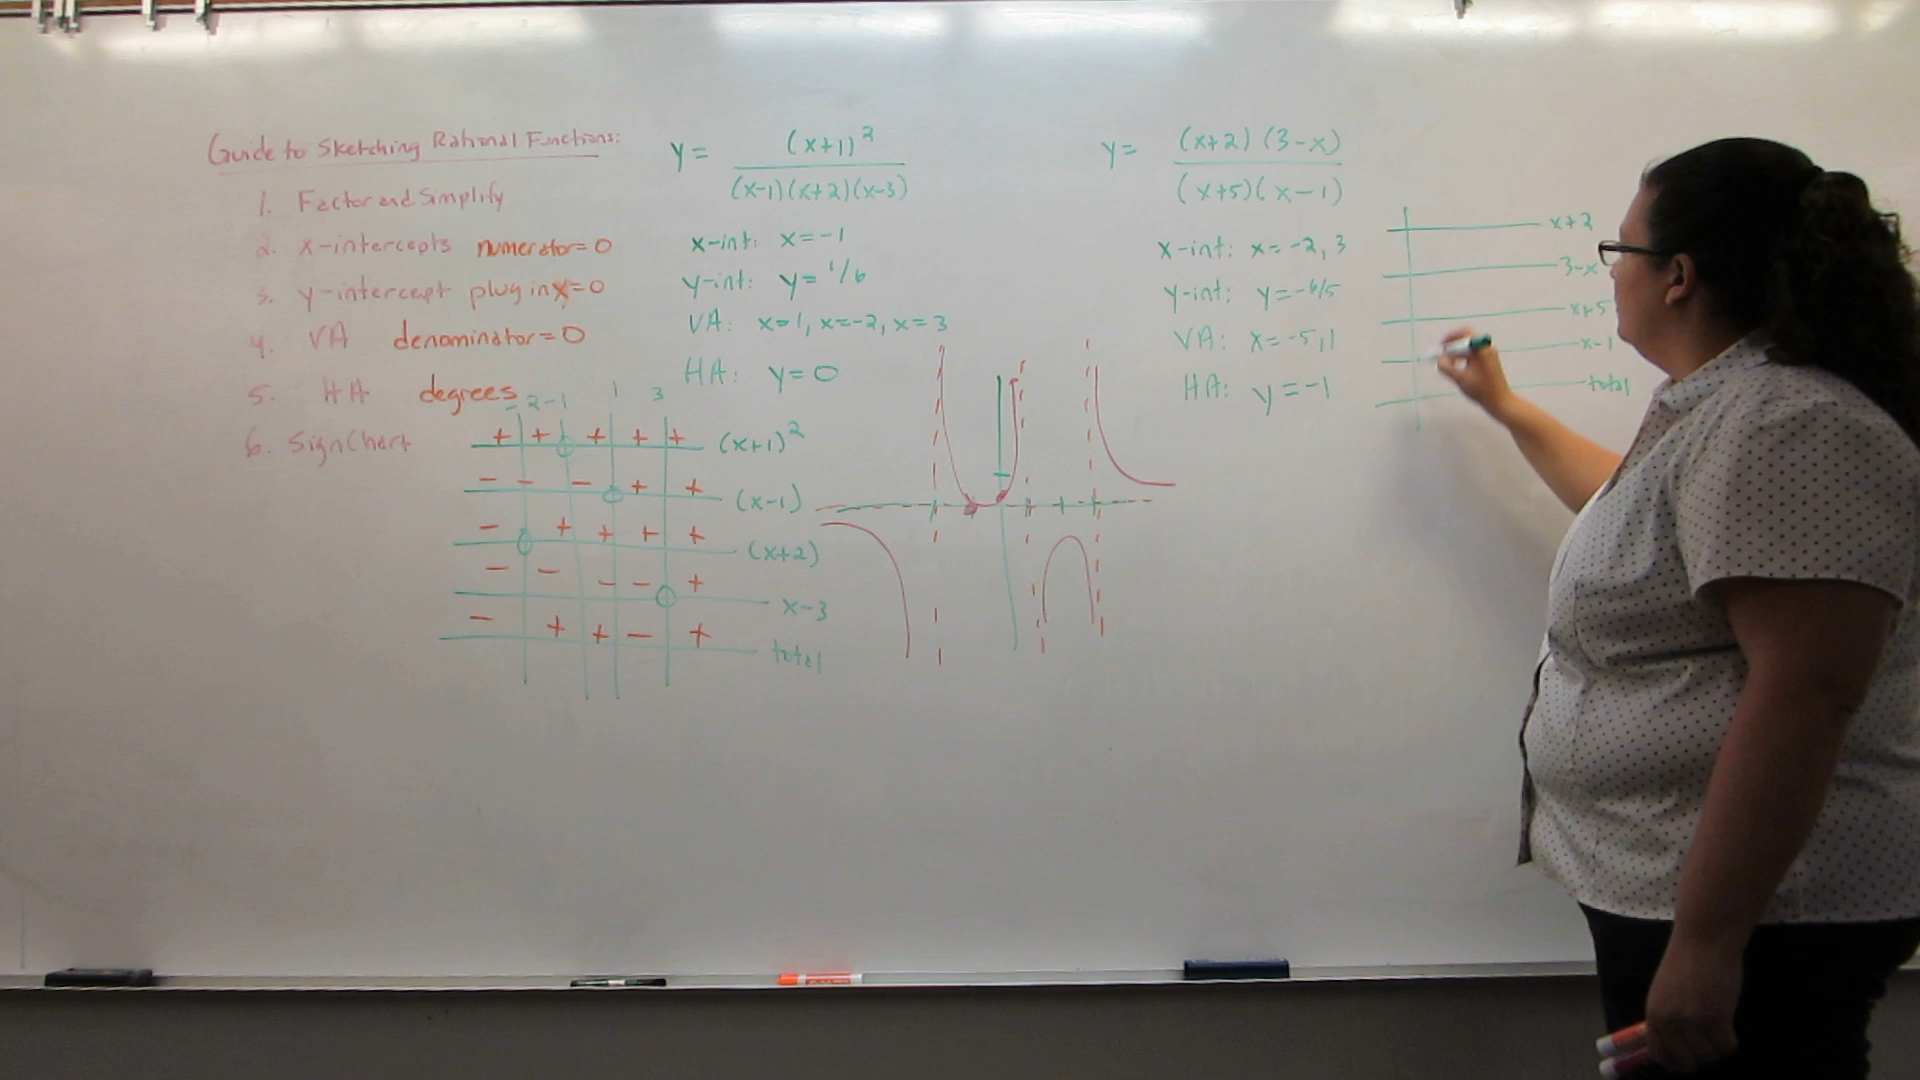 Guide to Sketching Rational Functions:
1. Factor and Simplify
2. x-intercepts numerator=0
3. y-intercept plug in x=0
4. VA denominator=0
5. HA degrees
6. Sign Chart
y= (x+1)²
(x-1)(x+2)(x-3)
x-int: x=-1
y-int: y=1/6
VA: x=1, x=-2, x=3
HA: y=0
-2 -1 1 3
+ + + + + (x+1)²
- - - + + (x-1)
- + + + + (x+2)
- - - - + x-3
- + + - + total
y= (x+2)(3-x)
(x+5)(x-1)
x-int: x=-2, 3
y-int: y=-6/5
VA: x=-5,1
HA: y=-1
x+2
3-x
x+5
x-1
total